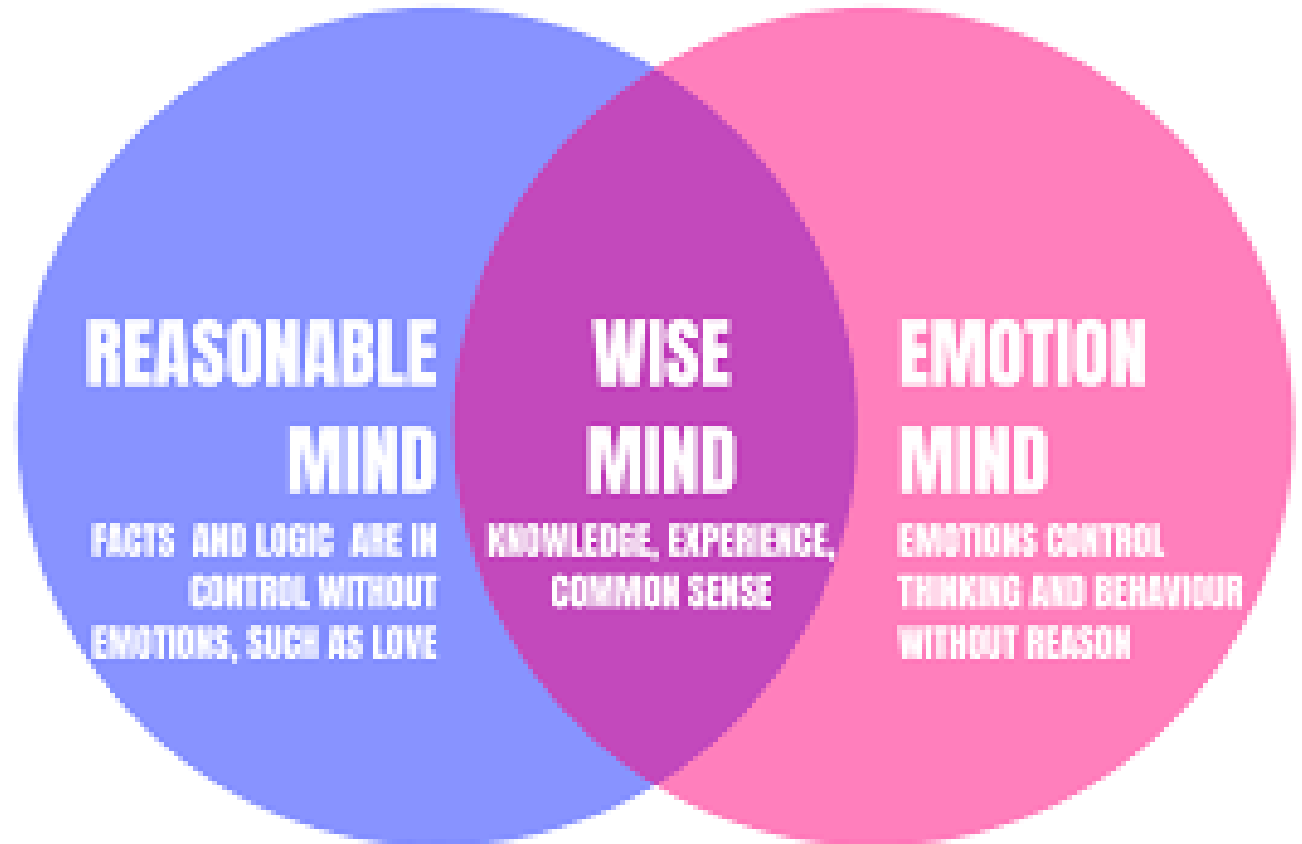 REASONABLE
MIND
FACTS AND LOGIC ARE IN
CONTROL WITHOUT
EMOTIONS, SUCH AS LOVE
WISE
MIND
KNOWLEDGE, EXPERIENCE,
COMMON SENSE
EMOTION
MIND
EMOTIONS CONTROL
THINKING AND BEHAVIOUR
WITHOUT REASON